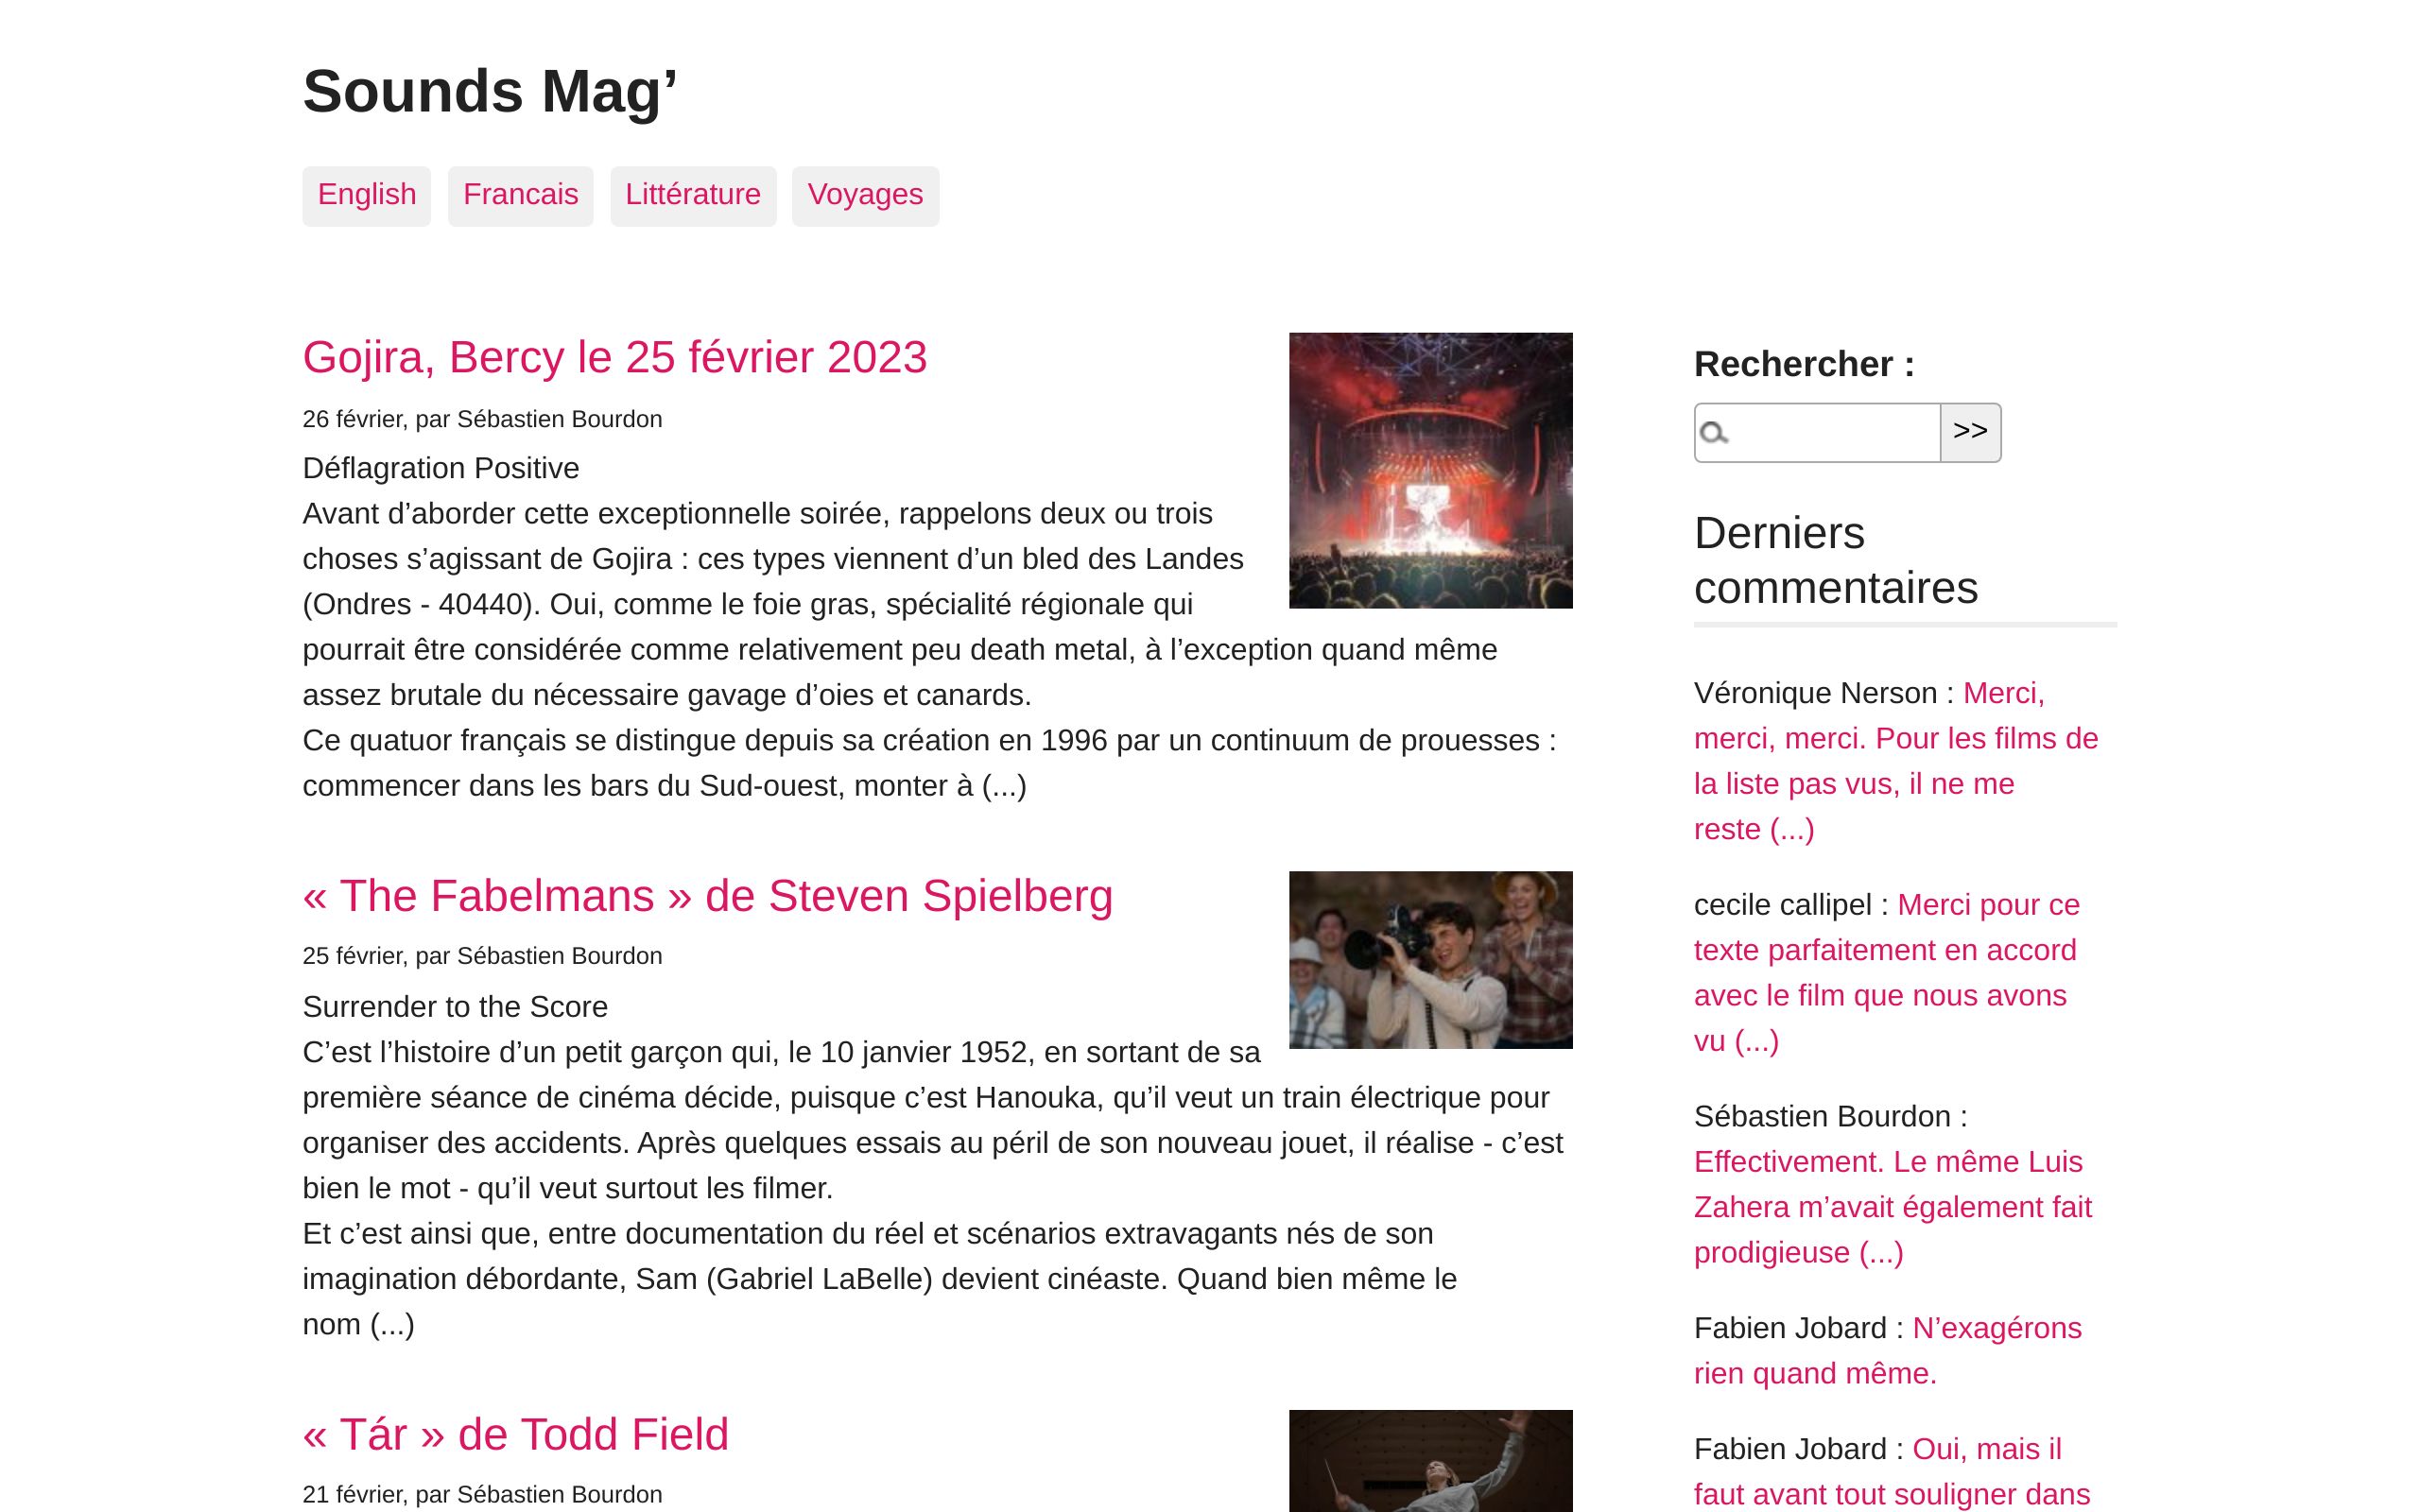 Sounds Mag’
English Francais Littérature Voyages
Gojira, Bercy le 25 février 2023
26 février, par Sébastien Bourdon
Déflagration Positive
Avant d’aborder cette exceptionnelle soirée, rappelons deux ou trois
choses s’agissant de Gojira : ces types viennent d’un bled des Landes
(Ondres - 40440). Oui, comme le foie gras, spécialité régionale qui
pourrait être considérée comme relativement peu death metal, à l’exception quand même
assez brutale du nécessaire gavage d’oies et canards.
Ce quatuor français se distingue depuis sa création en 1996 par un continuum de prouesses :
commencer dans les bars du Sud-ouest, monter à (...)
« The Fabelmans » de Steven Spielberg
25 février, par Sébastien Bourdon
Surrender to the Score
C’est l’histoire d’un petit garçon qui, le 10 janvier 1952, en sortant de sa
première séance de cinéma décide, puisque c’est Hanouka, qu’il veut un train électrique pour
organiser des accidents. Après quelques essais au péril de son nouveau jouet, il réalise - c’est
bien le mot - qu’il veut surtout les filmer.
Et c’est ainsi que, entre documentation du réel et scénarios extravagants nés de son
imagination débordante, Sam (Gabriel LaBelle) devient cinéaste. Quand bien même le
nom (...)
« Tár » de Todd Field
21 février, par Sébastien Bourdon
Rechercher :
>>
Derniers
commentaires
Véronique Nerson : Merci,
merci, merci. Pour les films de
la liste pas vus, il ne me
reste (...)
cecile callipel : Merci pour ce
texte parfaitement en accord
avec le film que nous avons
vu (...)
Sébastien Bourdon :
Effectivement. Le même Luis
Zahera m’avait également fait
prodigieuse (...)
Fabien Jobard : N’exagérons
rien quand même.
Fabien Jobard : Oui, mais il
faut avant tout souligner dans